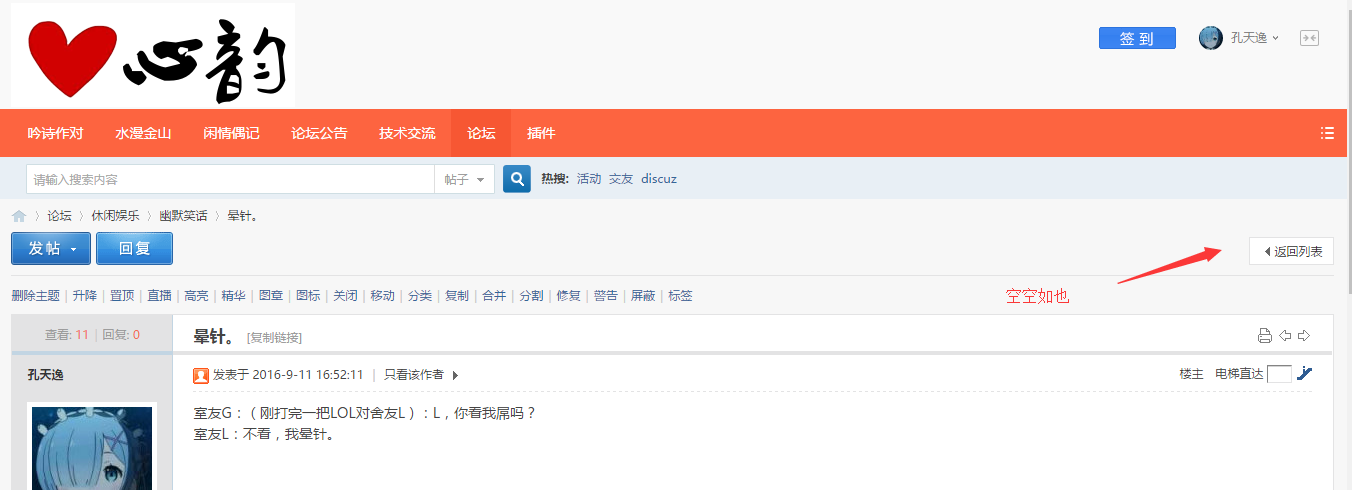 心韵
签 到
孔天逸
吟诗作对 水漫金山 闲情偶记 论坛公告 技术交流 论坛 插件
请输入搜索内容 帖子 热搜: 活动 交友 discuz
论坛 休闲娱乐 幽默笑话 晕针。
发帖 回复 返回列表
空空如也
删除主题 | 升降 | 置顶 | 直播 | 高亮 | 精华 | 图章 | 图标 | 关闭 | 移动 | 分类 | 复制 | 合并 | 分割 | 修复 | 警告 | 屏蔽 | 标签
查看: 11 | 回复: 0
晕针。 [复制链接]
孔天逸
发表于 2016-9-11 16:52:11 | 只看该作者
楼主 电梯直达
室友G：（刚打完一把LOL对舍友L）：L，你看我屌吗？
室友L：不看，我晕针。